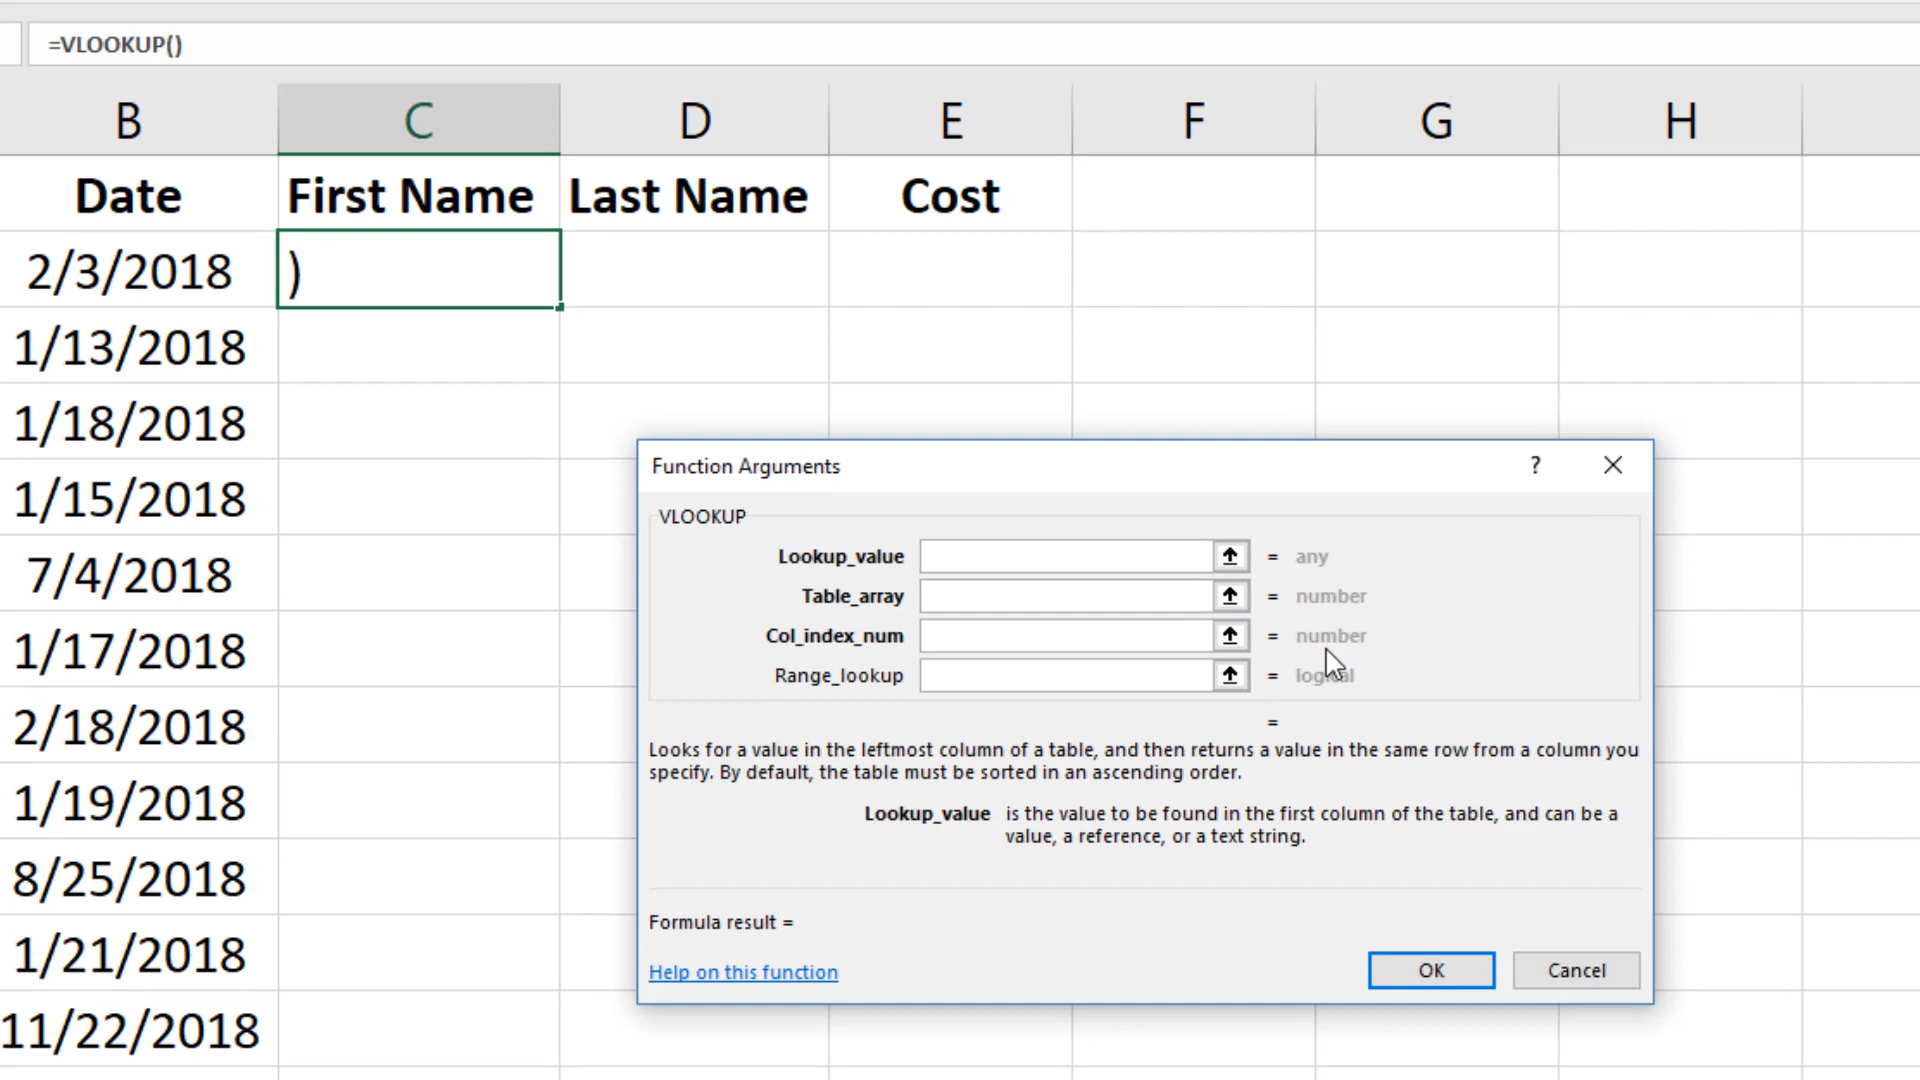 =VLOOKUP()
B C D E F G H
Date First Name Last Name Cost
2/3/2018 )
1/13/2018
1/18/2018
1/15/2018
7/4/2018
1/17/2018
2/18/2018
1/19/2018
8/25/2018
1/21/2018
11/22/2018
Function Arguments ?
VLOOKUP
Lookup_value = any
Table_array = number
Col_index_num = number
Range_lookup = logical
=
Looks for a value in the leftmost column of a table, and then returns a value in the same row from a column you
specify. By default, the table must be sorted in an ascending order.
Lookup_value is the value to be found in the first column of the table, and can be a
value, a reference, or a text string.
Formula result =
Help on this function OK Cancel